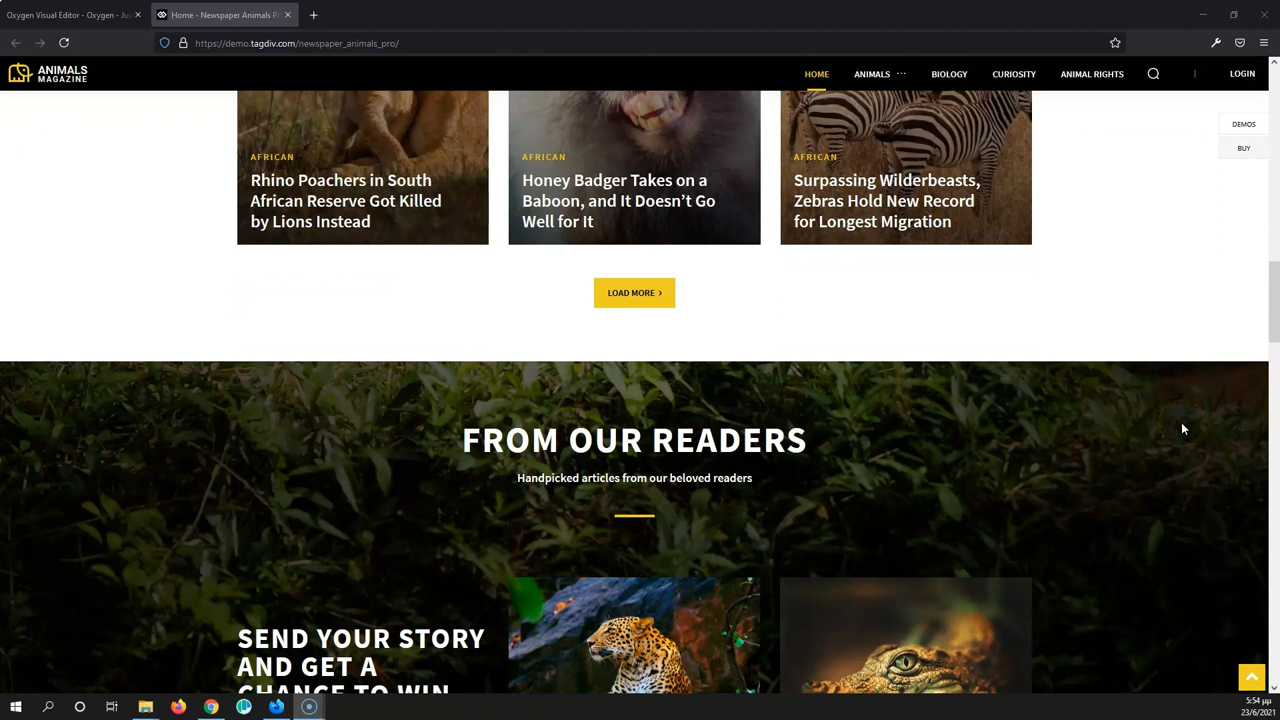 Oxygen Visual Editor - Oxygen - Ju
Home - Newspaper Animals P
https://demo.tagdiv.com/newspaper_animals_pro/
ANIMALS
MAGAZINE
HOME
ANIMALS ···
BIOLOGY
CURIOSITY
ANIMAL RIGHTS
|
LOGIN
DEMOS
BUY
AFRICAN
Rhino Poachers in South
African Reserve Got Killed
by Lions Instead
AFRICAN
Honey Badger Takes on a
Baboon, and It Doesn’t Go
Well for It
AFRICAN
Surpassing Wilderbeasts,
Zebras Hold New Record
for Longest Migration
LOAD MORE ›
FROM OUR READERS
Handpicked articles from our beloved readers
SEND YOUR STORY
AND GET A
CHANCE TO WIN
5:54 μμ
23/6/2021